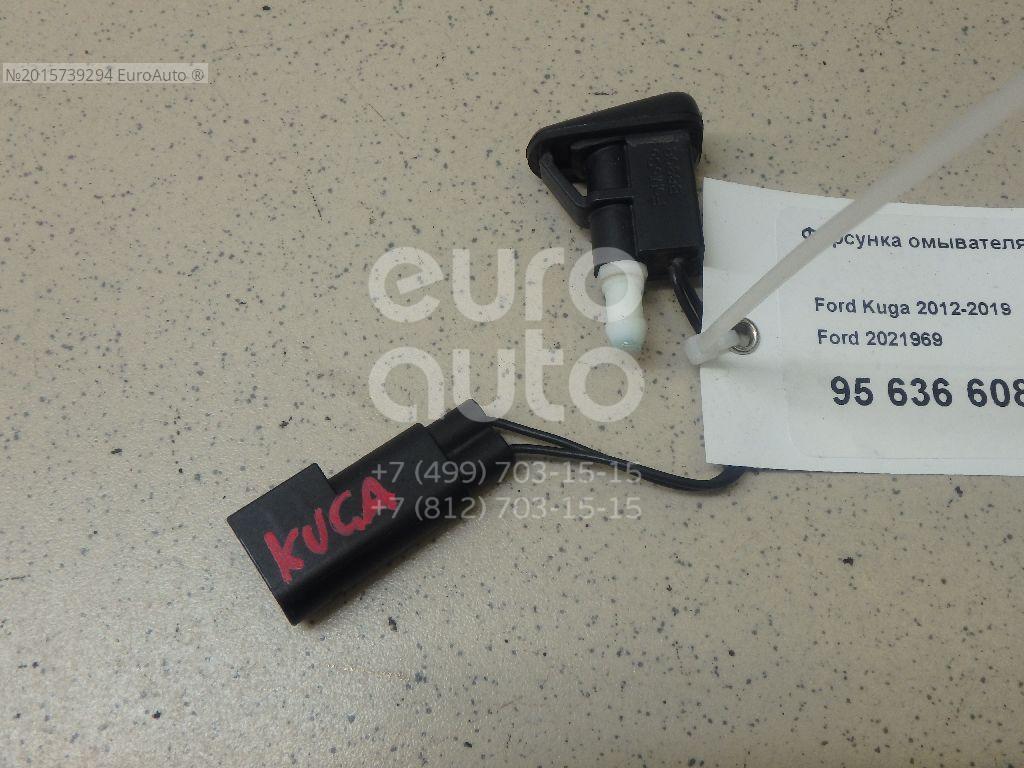 №2015739294 EuroAuto ®
Форсунка омывателя
Ford Kuga 2012-2019
Ford 2021969
95 636 608
euro
auto
+7 (499) 703-15-15
+7 (812) 703-15-15
KUGA